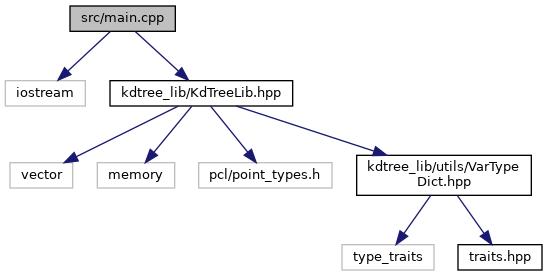 src/main.cpp
iostream
kdtree_lib/KdTreeLib.hpp
vector
memory
pcl/point_types.h
kdtree_lib/utils/VarType
Dict.hpp
type_traits
traits.hpp